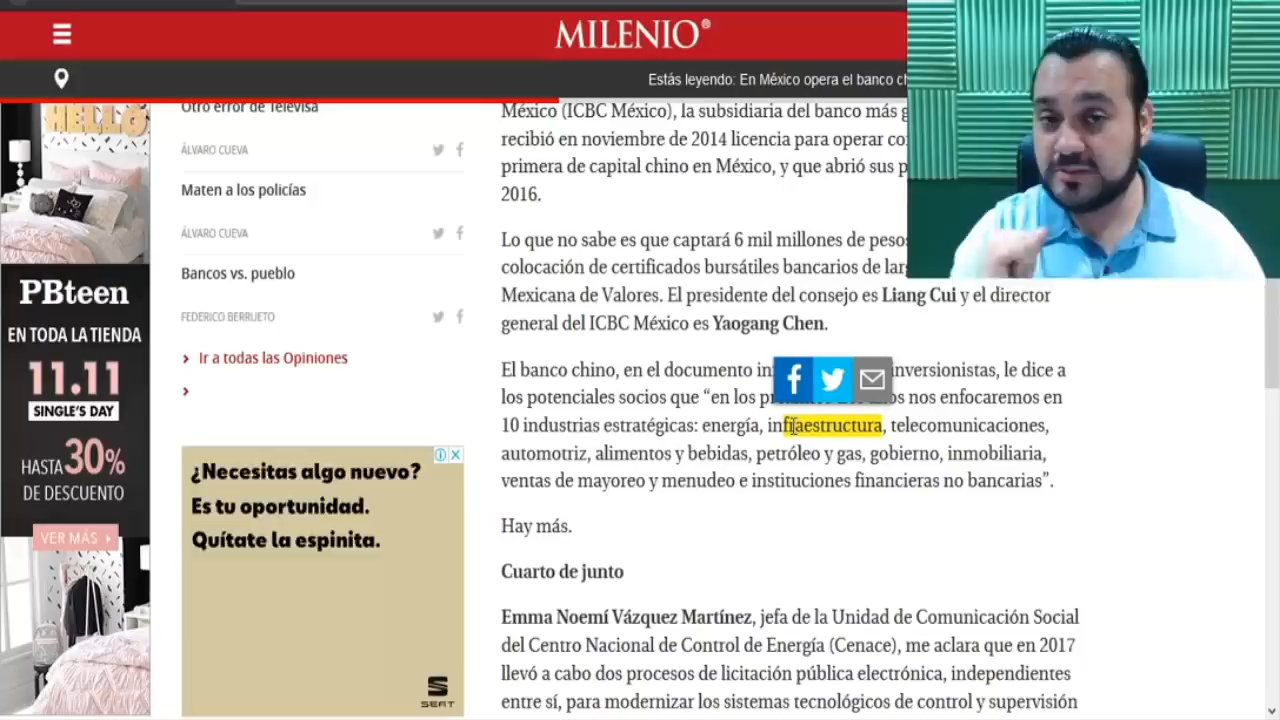 MILENIO®
Estás leyendo: En México opera el banco
HELLO
PBteen
EN TODA LA TIENDA
11.11
SINGLE'S DAY
HASTA 30%
DE DESCUENTO
VER MÁS
Otro error de Televisa
ÁLVARO CUEVA
Maten a los policías
ÁLVARO CUEVA
Bancos vs. pueblo
FEDERICO BERRUETO
Ir a todas las Opiniones
¿Necesitas algo nuevo?
Es tu oportunidad.
Quítate la espinita.
SEAT
México (ICBC México), la subsidiaria del banco más
recibió en noviembre de 2014 licencia para operar
primera de capital chino en México, y que abrió sus
2016.
Lo que no sabe es que captará 6 mil millones de pesos
colocación de certificados bursátiles bancarios de
Mexicana de Valores. El presidente del consejo es Liang Cui y el director
general del ICBC México es Yaogang Chen.
El banco chino, en el documento inversionistas, le dice a
los potenciales socios que “en los nos enfocaremos en
10 industrias estratégicas: energía, infraestructura, telecomunicaciones,
automotriz, alimentos y bebidas, petróleo y gas, gobierno, inmobiliaria,
ventas de mayoreo y menudeo e instituciones financieras no bancarias”.
Hay más.
Cuarto de junto
Emma Noemí Vázquez Martínez, jefa de la Unidad de Comunicación Social
del Centro Nacional de Control de Energía (Cenace), me aclara que en 2017
llevó a cabo dos procesos de licitación pública electrónica, independientes
entre sí, para modernizar los sistemas tecnológicos de control y supervisión